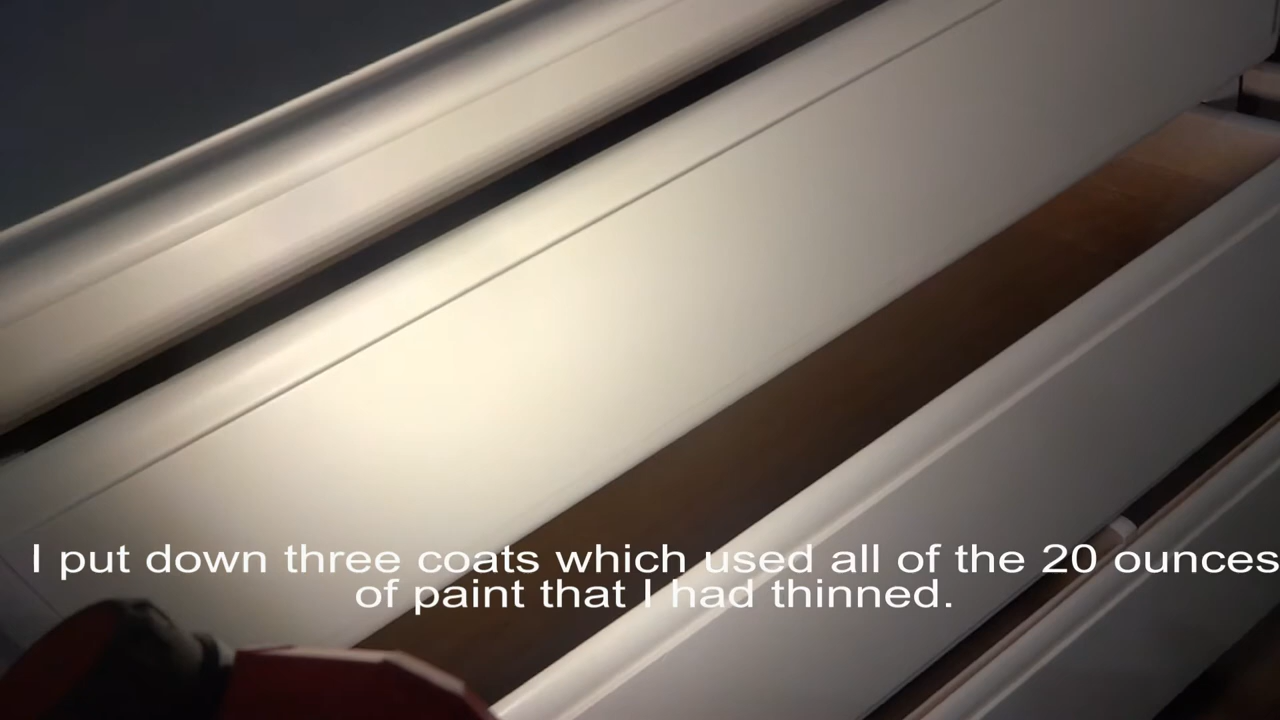 I put down three coats which used all of the 20 ounces
of paint that I had thinned.